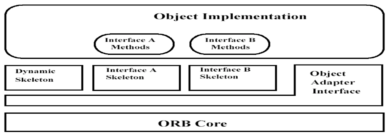 Object Implementation
Interface A
Methods
Interface B
Methods
Dynamic
Skeleton
Interface A
Skeleton
Interface B
Skeleton
Object
Adapter
Interface
ORB Core